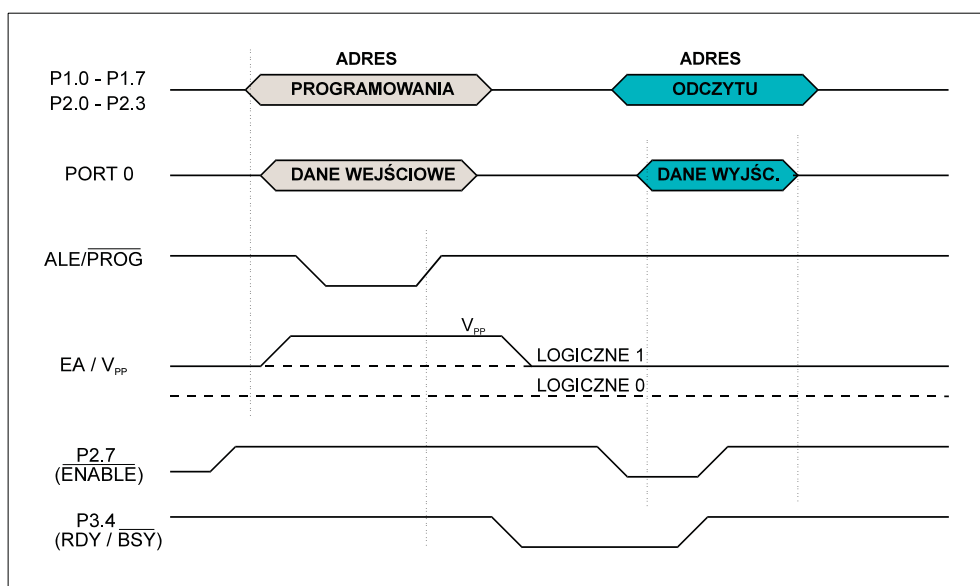 ADRES
ADRES
P1.0 - P1.7
P2.0 - P2.3
PROGRAMOWANIA
ODCZYTU
PORT 0
DANE WEJŚCIOWE
DANE WYJŚC.
ALE/PROG
VPP
EA / VPP
LOGICZNE 1
LOGICZNE 0
P2.7
(ENABLE)
P3.4
(RDY / BSY)